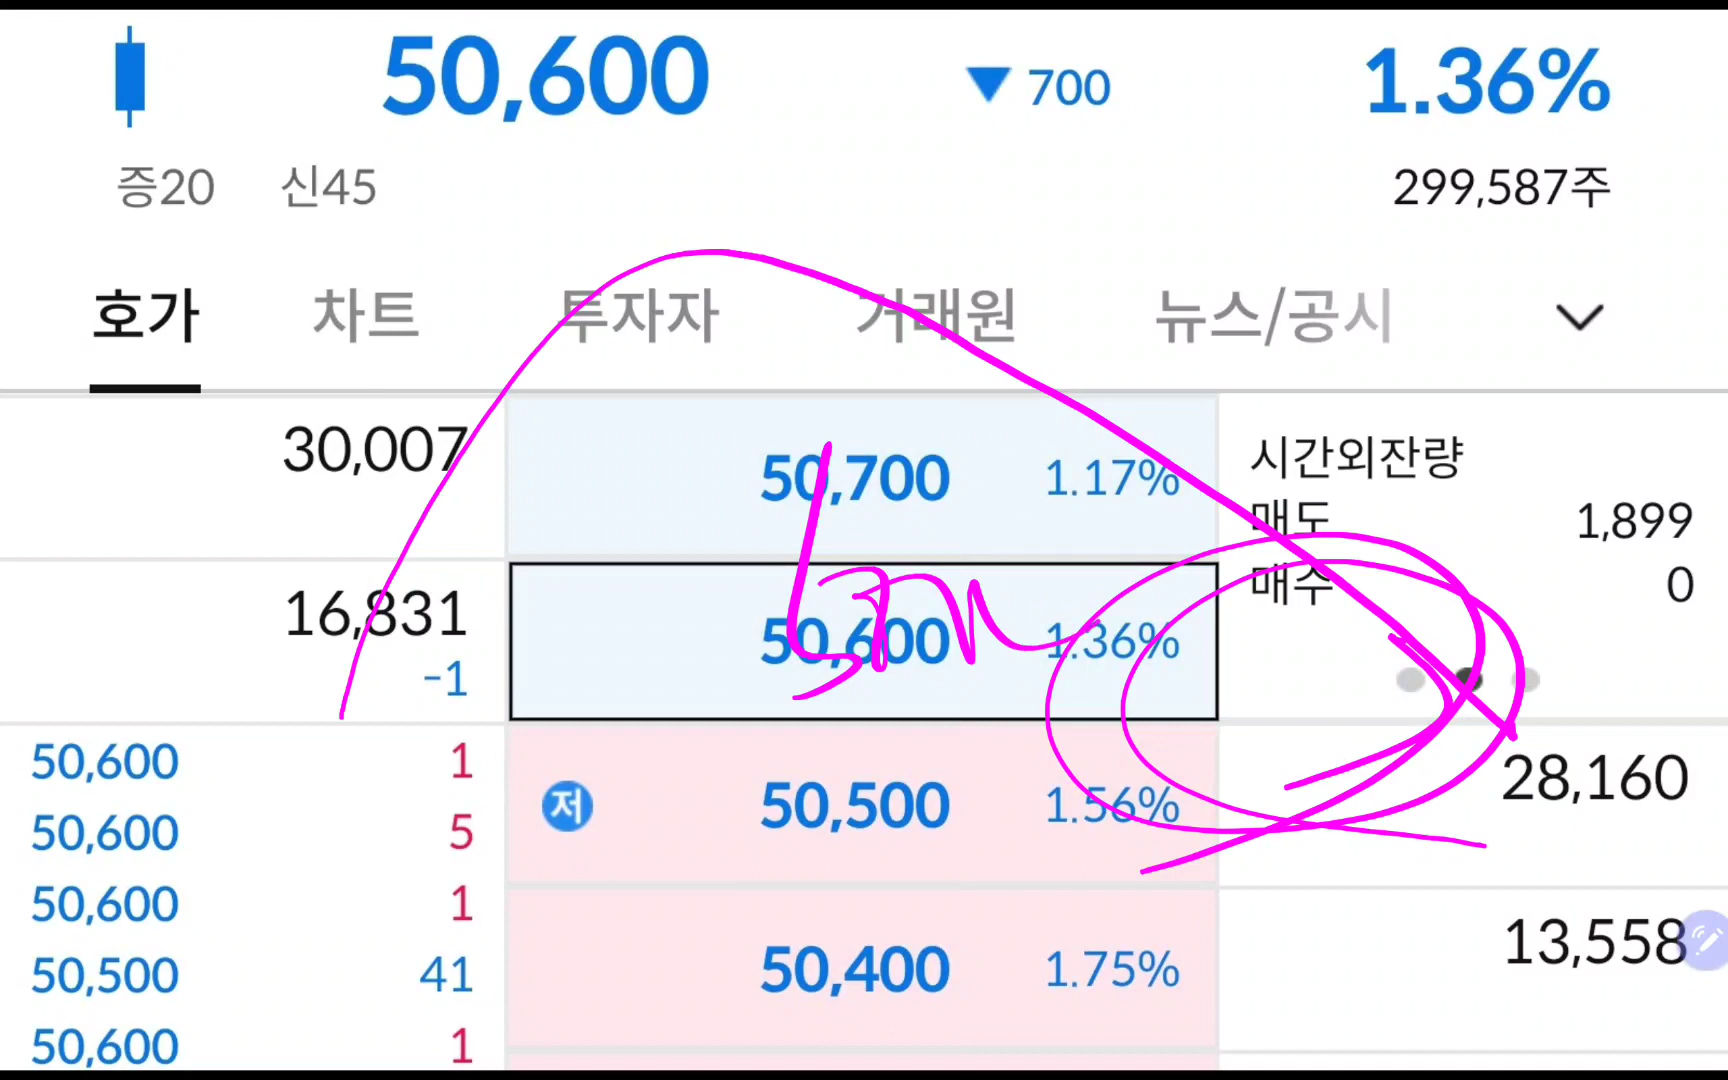 50,600 ▼ 700 1.36%
증20 신45 299,587주
호가 차트 투자자 거래원 뉴스/공시
30,007 50,700 1.17% 시간외잔량
매도 1,899
16,831 50,600 1.36% 매수 0
-1
50,600 1 저 50,500 1.56% 28,160
50,600 5
50,600 1 50,400 1.75% 13,558
50,500 41
50,600 1